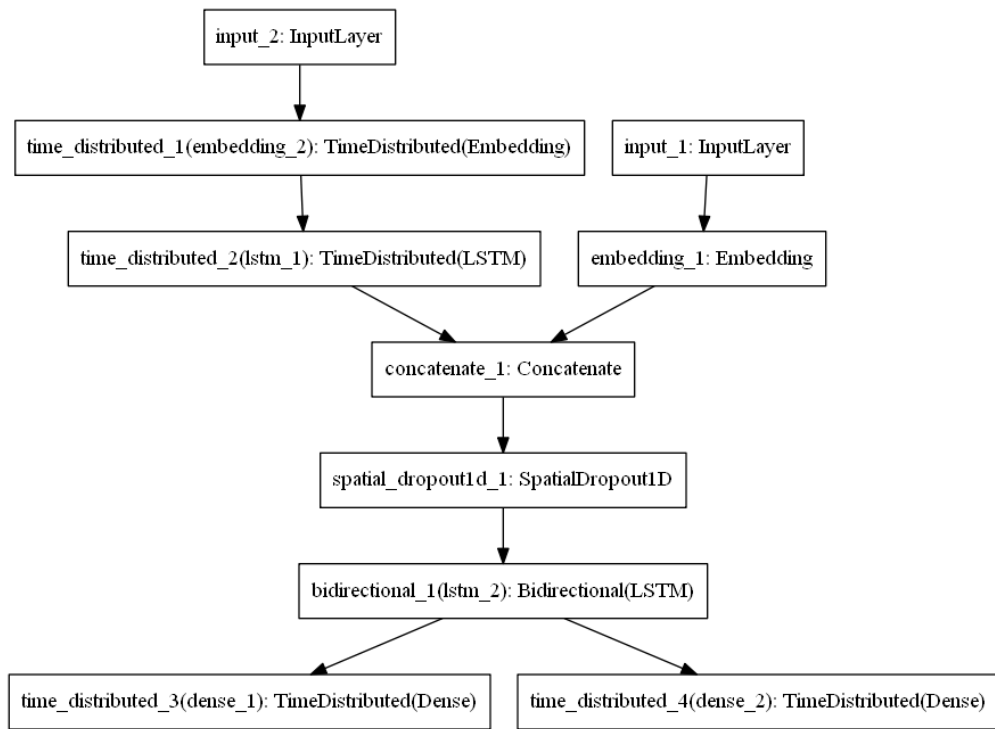 input_2: InputLayer
time_distributed_1(embedding_2): TimeDistributed(Embedding)
input_1: InputLayer
time_distributed_2(lstm_1): TimeDistributed(LSTM)
embedding_1: Embedding
concatenate_1: Concatenate
spatial_dropout1d_1: SpatialDropout1D
bidirectional_1(lstm_2): Bidirectional(LSTM)
time_distributed_3(dense_1): TimeDistributed(Dense)
time_distributed_4(dense_2): TimeDistributed(Dense)